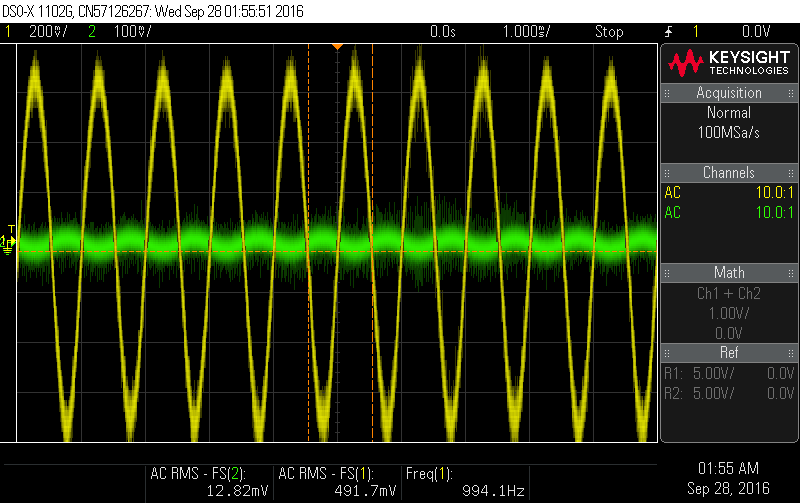 DSO-X 1102G, CN57126267: Wed Sep 28 01:55:51 2016
1 200mV/ 2 100mV/ 0.0s 1.000ms/ Stop 1 0.0V
KEYSIGHT
TECHNOLOGIES
Acquisition
Normal
100MSa/s
Channels
AC 10.0:1
AC 10.0:1
Math
Ch1 + Ch2
1.00V/
0.0V
Ref
R1: 5.00V/ 0.0V
R2: 5.00V/ 0.0V
T
AC RMS - FS(2): AC RMS - FS(1): Freq(1):
12.82mV 491.7mV 994.1Hz
01:55 AM
Sep 28, 2016